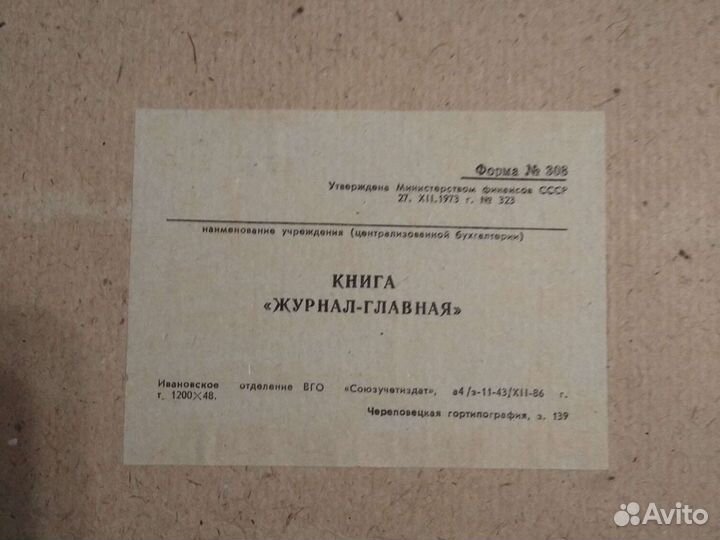 Форма № 308
Утверждена Министерством финансов СССР
27. XII.1973 г. № 323
наименование учреждения (централизованной бухгалтерии)
КНИГА
«ЖУРНАЛ-ГЛАВНАЯ»
Ивановское отделение ВГО «Союзучетиздат», а4/з-11-43/XII-86 г.
т. 1200×48.
Череповецкая гортипография, з. 139
Avito